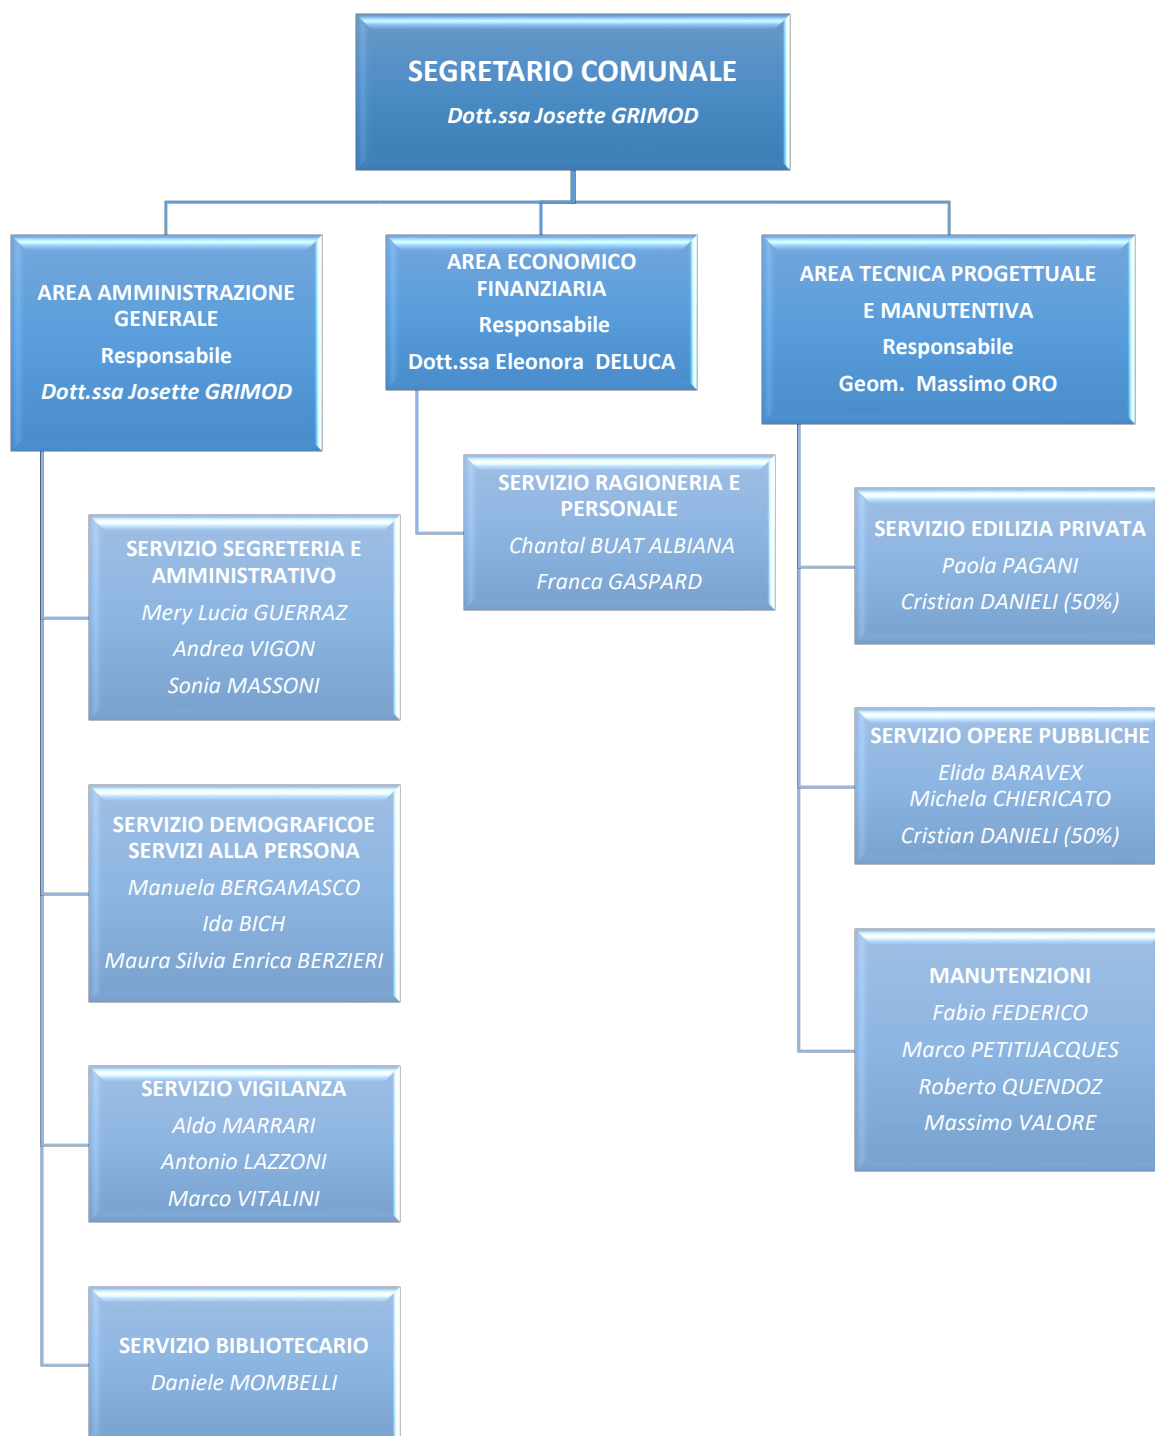 SEGRETARIO COMUNALE
Dott.ssa Josette GRIMOD
AREA AMMINISTRAZIONE
GENERALE
Responsabile
Dott.ssa Josette GRIMOD
AREA ECONOMICO
FINANZIARIA
Responsabile
Dott.ssa Eleonora DELUCA
AREA TECNICA PROGETTUALE
E MANUTENTIVA
Responsabile
Geom. Massimo ORO
SERVIZIO SEGRETERIA E
AMMINISTRATIVO
Mery Lucia GUERRAZ
Andrea VIGON
Sonia MASSONI
SERVIZIO DEMOGRAFICOE
SERVIZI ALLA PERSONA
Manuela BERGAMASCO
Ida BICH
Maura Silvia Enrica BERZIERI
SERVIZIO VIGILANZA
Aldo MARRARI
Antonio LAZZONI
Marco VITALINI
SERVIZIO BIBLIOTECARIO
Daniele MOMBELLI
SERVIZIO RAGIONERIA E
PERSONALE
Chantal BUAT ALBIANA
Franca GASPARD
SERVIZIO EDILIZIA PRIVATA
Paola PAGANI
Cristian DANIELI (50%)
SERVIZIO OPERE PUBBLICHE
Elida BARAVEX
Michela CHIERICATO
Cristian DANIELI (50%)
MANUTENZIONI
Fabio FEDERICO
Marco PETITIJACQUES
Roberto QUENDOZ
Massimo VALORE